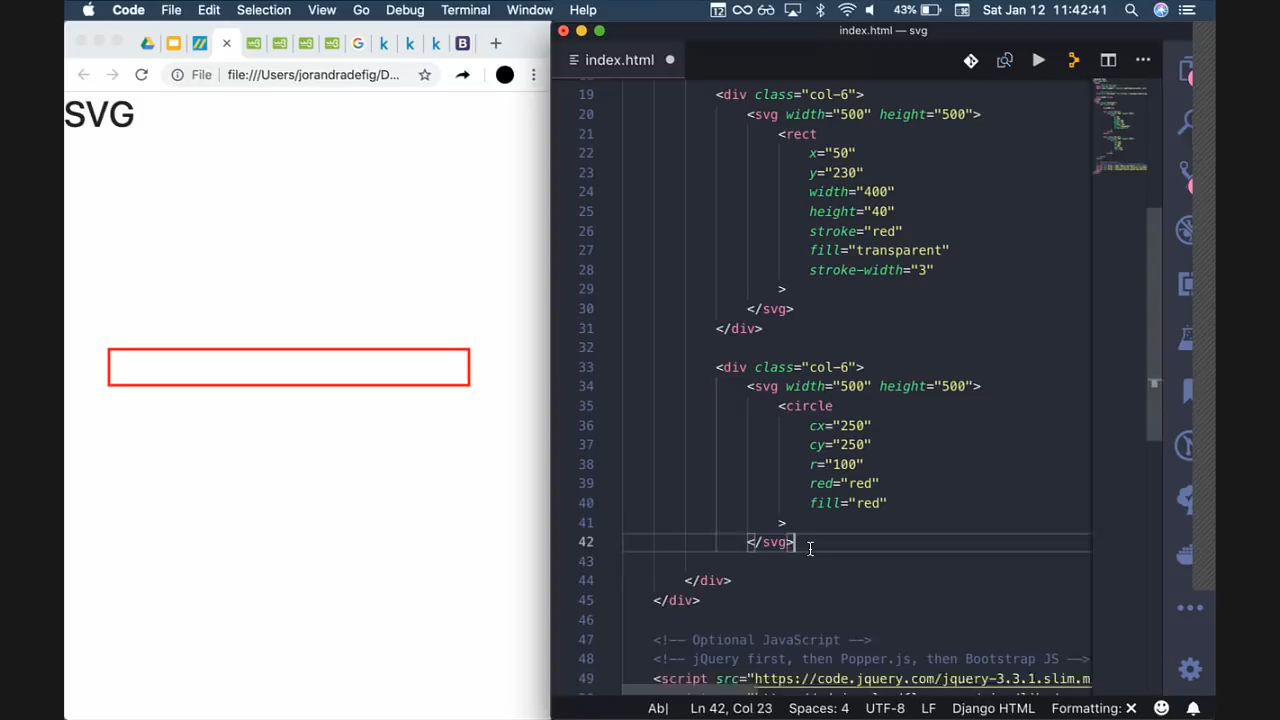 Code File Edit Selection View Go Debug Terminal Window Help 12 43% Sat Jan 12 11:42:41
File file:///Users/jorandradefig/D...
SVG
index.html — svg
index.html
19 <div class="col-6">
20 <svg width="500" height="500">
21 <rect
22 x="50"
23 y="230"
24 width="400"
25 height="40"
26 stroke="red"
27 fill="transparent"
28 stroke-width="3"
29 >
30 </svg>
31 </div>
32
33 <div class="col-6">
34 <svg width="500" height="500">
35 <circle
36 cx="250"
37 cy="250"
38 r="100"
39 red="red"
40 fill="red"
41 >
42 </svg>
43
44 </div>
45 </div>
46
47 <!-- Optional JavaScript -->
48 <!-- jQuery first, then Popper.js, then Bootstrap JS -->
49 <script src="https://code.jquery.com/jquery-3.3.1.slim.m
Ab| Ln 42, Col 23 Spaces: 4 UTF-8 LF Django HTML Formatting: ✕